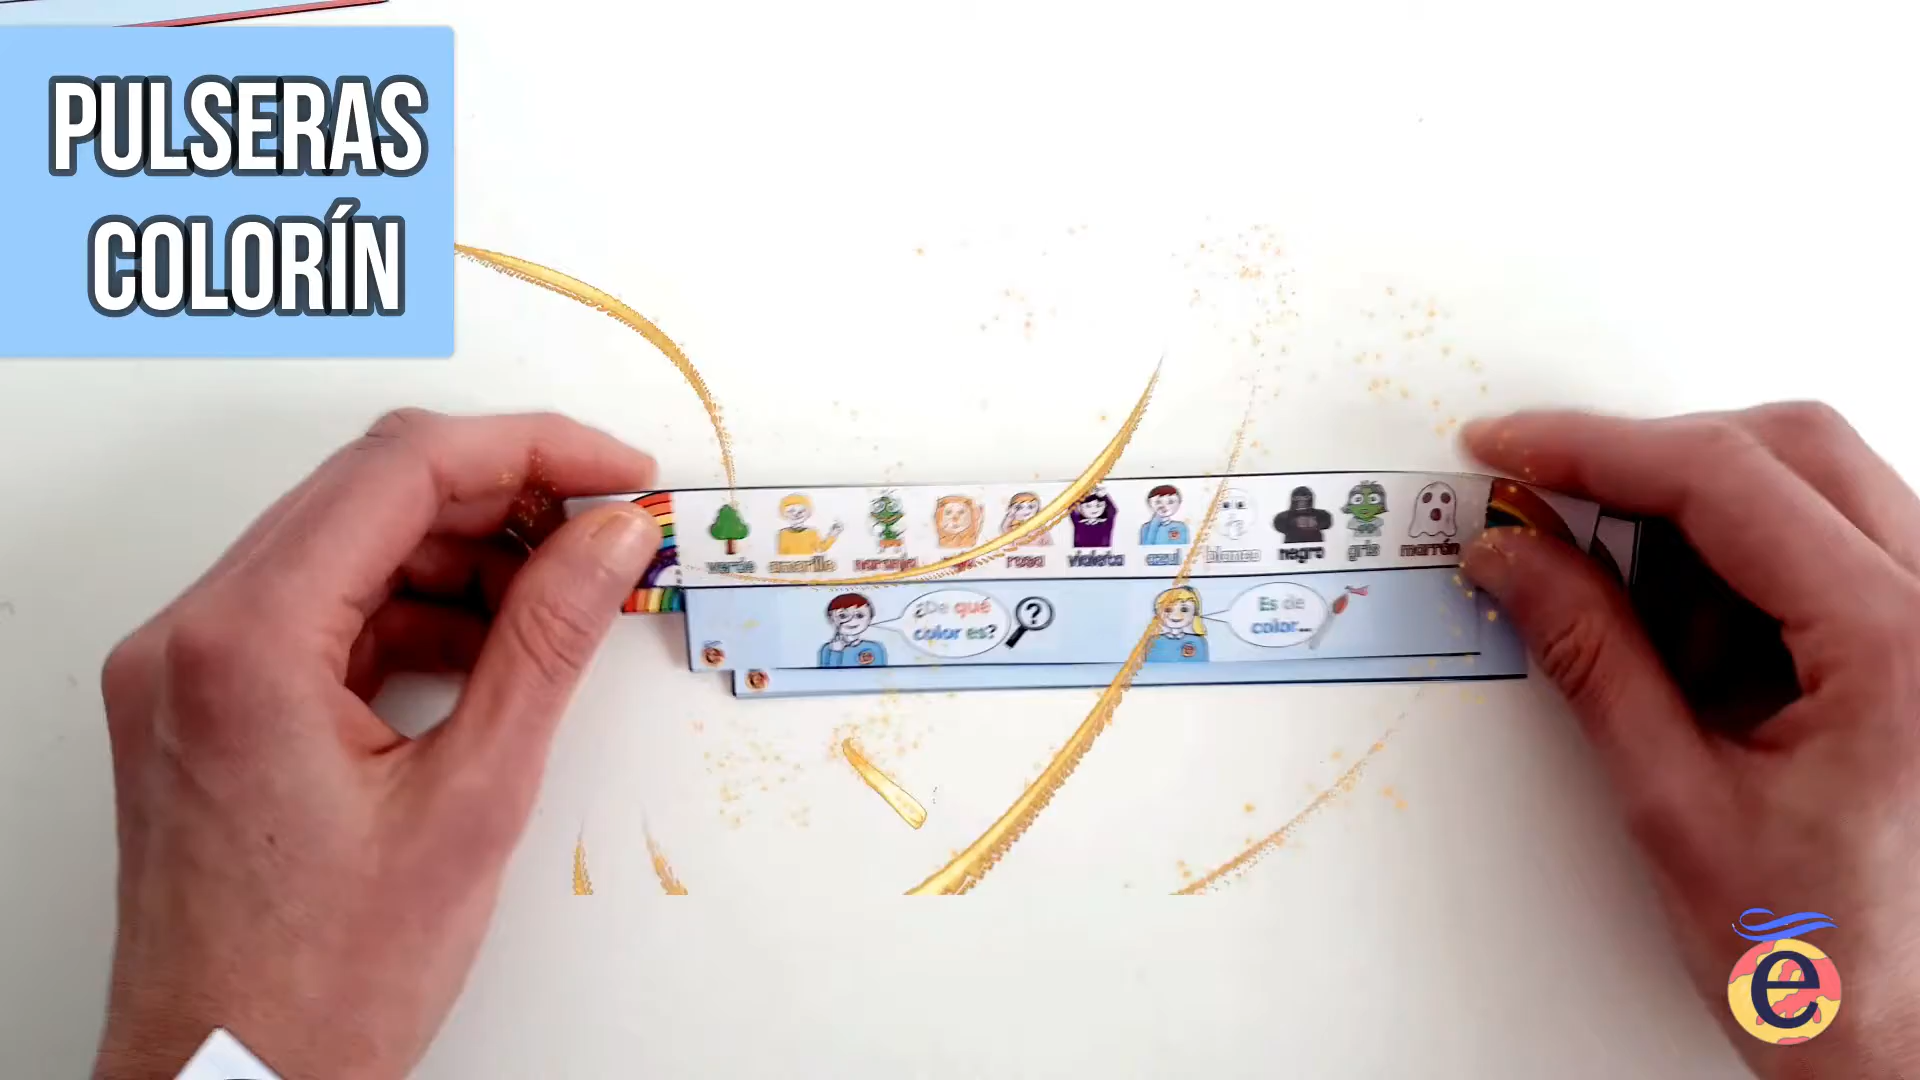 PULSERAS
COLORÍN
verde amarillo naranja rosa violeta azul blanco negro gris marrón
¿De qué
color es?
?
Es de
color...
e